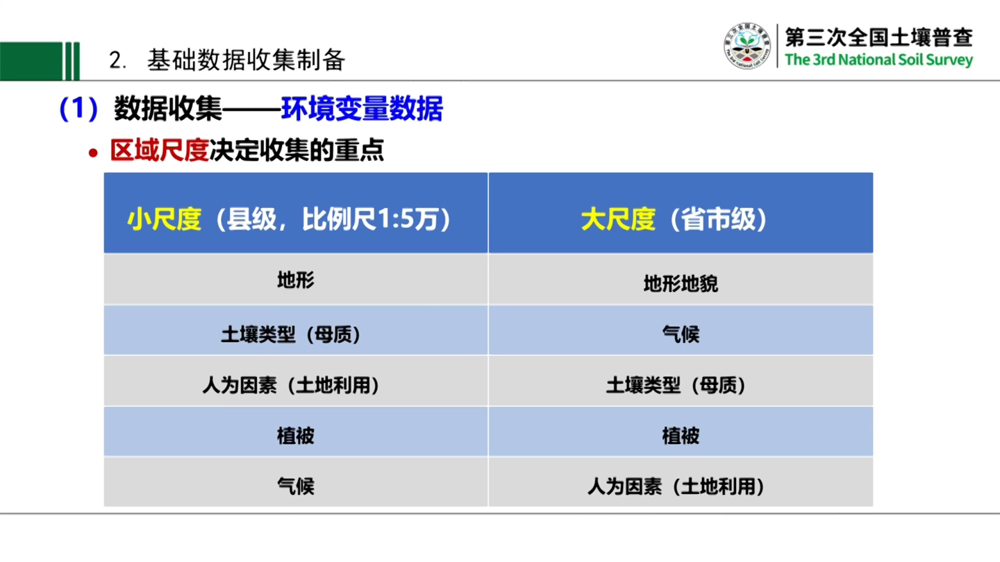 第三次全国土壤普查
The 3rd National Soil Survey
2. 基础数据收集制备
（1）数据收集——环境变量数据
• 区域尺度决定收集的重点
小尺度（县级，比例尺1:5万） 大尺度（省市级）
地形 地形地貌
土壤类型（母质） 气候
人为因素（土地利用） 土壤类型（母质）
植被 植被
气候 人为因素（土地利用）